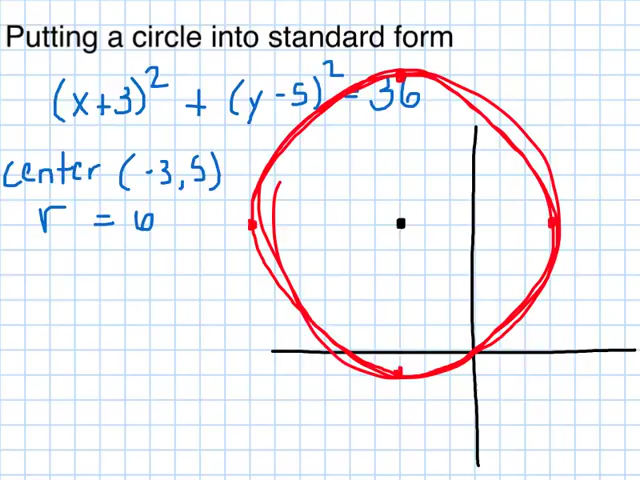 Putting a circle into standard form
(x+3)² + (y-5)² = 36
center (-3,5)
r = 6